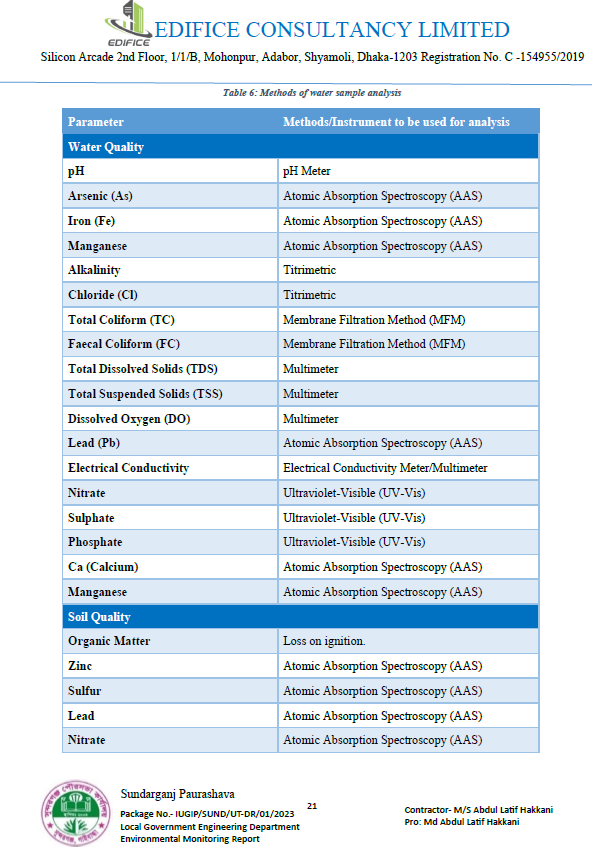 EDIFICE
EDIFICE CONSULTANCY LIMITED
Silicon Arcade 2nd Floor, 1/1/B, Mohonpur, Adabor, Shyamoli, Dhaka-1203 Registration No. C -154955/2019
Table 6: Methods of water sample analysis
Parameter Methods/Instrument to be used for analysis
Water Quality
pH pH Meter
Arsenic (As) Atomic Absorption Spectroscopy (AAS)
Iron (Fe) Atomic Absorption Spectroscopy (AAS)
Manganese Atomic Absorption Spectroscopy (AAS)
Alkalinity Titrimetric
Chloride (Cl) Titrimetric
Total Coliform (TC) Membrane Filtration Method (MFM)
Faecal Coliform (FC) Membrane Filtration Method (MFM)
Total Dissolved Solids (TDS) Multimeter
Total Suspended Solids (TSS) Multimeter
Dissolved Oxygen (DO) Multimeter
Lead (Pb) Atomic Absorption Spectroscopy (AAS)
Electrical Conductivity Electrical Conductivity Meter/Multimeter
Nitrate Ultraviolet-Visible (UV-Vis)
Sulphate Ultraviolet-Visible (UV-Vis)
Phosphate Ultraviolet-Visible (UV-Vis)
Ca (Calcium) Atomic Absorption Spectroscopy (AAS)
Manganese Atomic Absorption Spectroscopy (AAS)
Soil Quality
Organic Matter Loss on ignition.
Zinc Atomic Absorption Spectroscopy (AAS)
Sulfur Atomic Absorption Spectroscopy (AAS)
Lead Atomic Absorption Spectroscopy (AAS)
Nitrate Atomic Absorption Spectroscopy (AAS)
Sundarganj Paurashava
Package No.- IUGIP/SUND/UT-DR/01/2023
Local Government Engineering Department
Environmental Monitoring Report
21
Contractor- M/S Abdul Latif Hakkani
Pro: Md Abdul Latif Hakkani